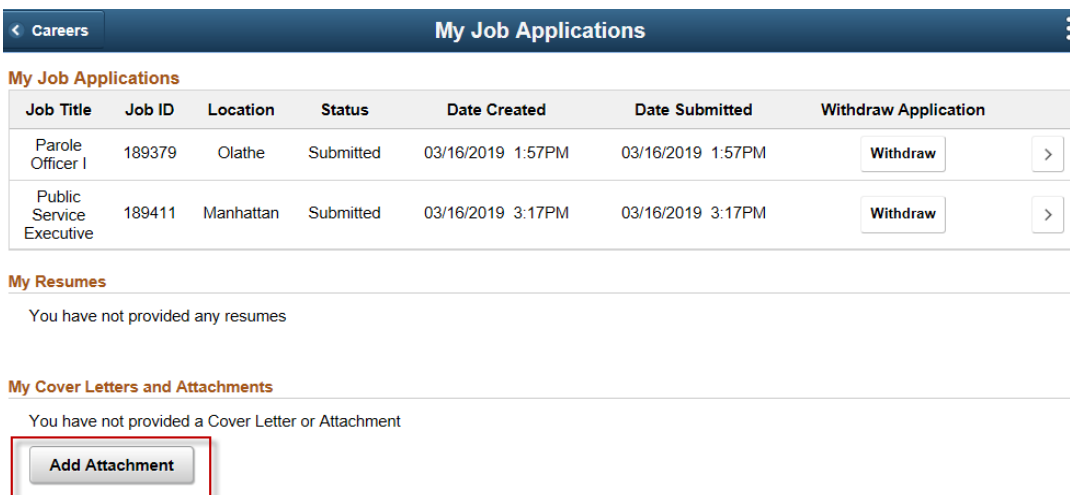 Careers
My Job Applications
My Job Applications
Job Title Job ID Location Status Date Created Date Submitted Withdraw Application
Parole
Officer I
189379 Olathe Submitted 03/16/2019 1:57PM 03/16/2019 1:57PM Withdraw
Public
Service
Executive
189411 Manhattan Submitted 03/16/2019 3:17PM 03/16/2019 3:17PM Withdraw
My Resumes
You have not provided any resumes
My Cover Letters and Attachments
You have not provided a Cover Letter or Attachment
Add Attachment